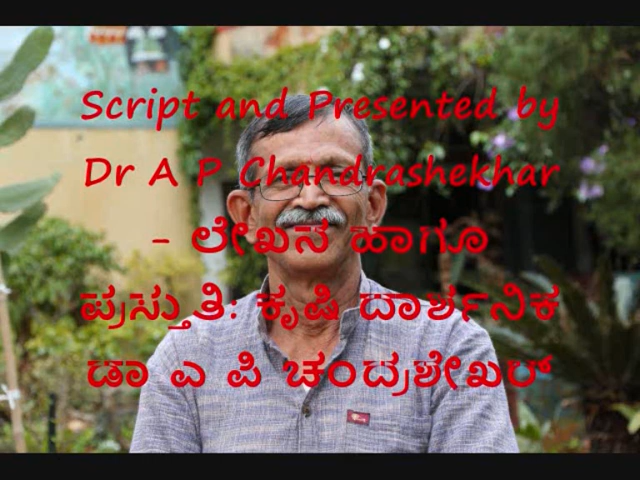 Script and Presented by
Dr A P Chandrashekhar
- ಲೇಖನ ಹಾಗೂ
ಪ್ರಸ್ತುತಿ: ಕೃಷಿ ದಾರ್ಶನಿಕ
ಡಾ ಎ ಪಿ ಚಂದ್ರಶೇಖರ್